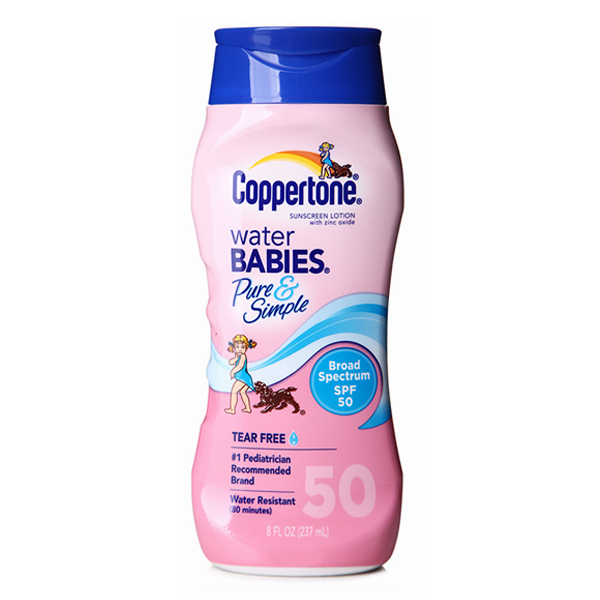 Coppertone®
SUNSCREEN LOTION
with zinc oxide
water
BABIES®
Pure &
Simple
Broad
Spectrum
SPF
50
TEAR FREE
#1 Pediatrician
Recommended
Brand
Water Resistant
(80 minutes)
50
8 FL OZ (237 mL)